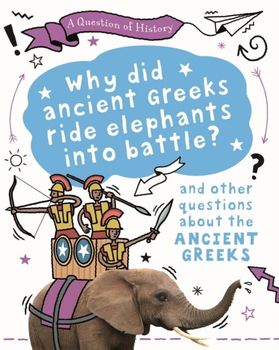 A Question of History
Why did
ancient Greeks
ride elephants
into battle?
and other
questions
about the
ANCIENT
GREEKS